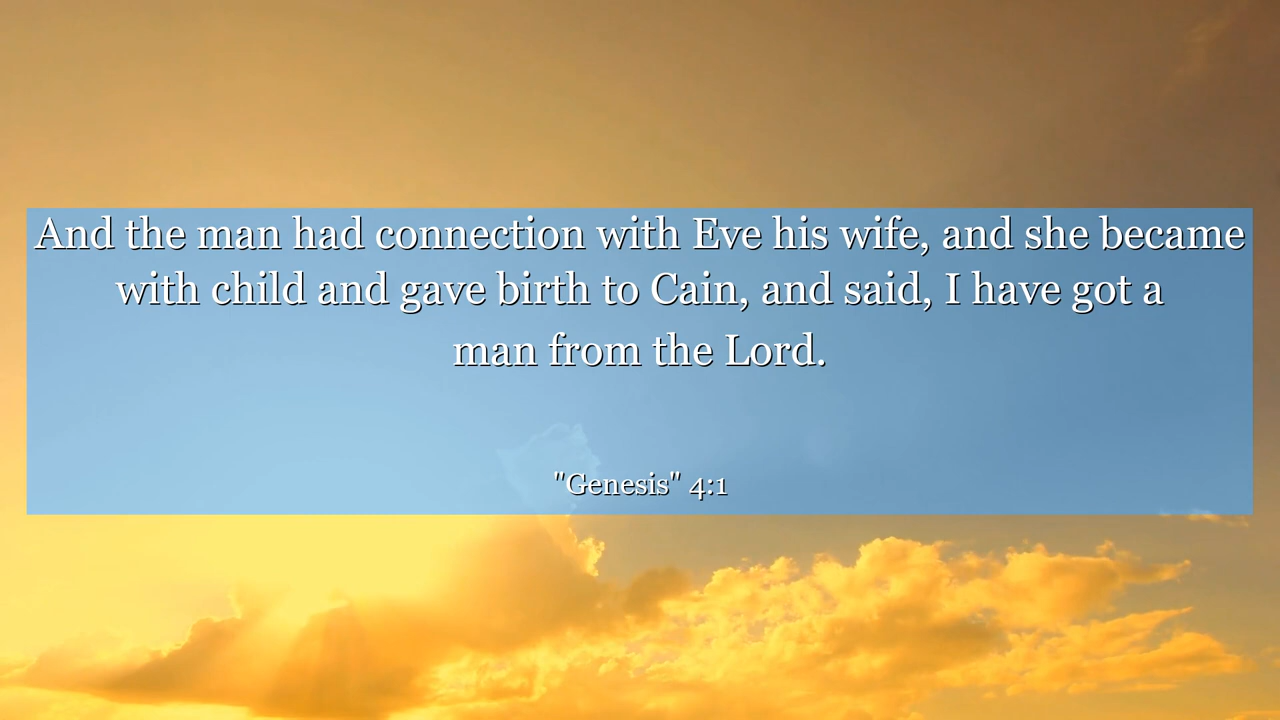 And the man had connection with Eve his wife, and she became
with child and gave birth to Cain, and said, I have got a
man from the Lord.
"Genesis" 4:1